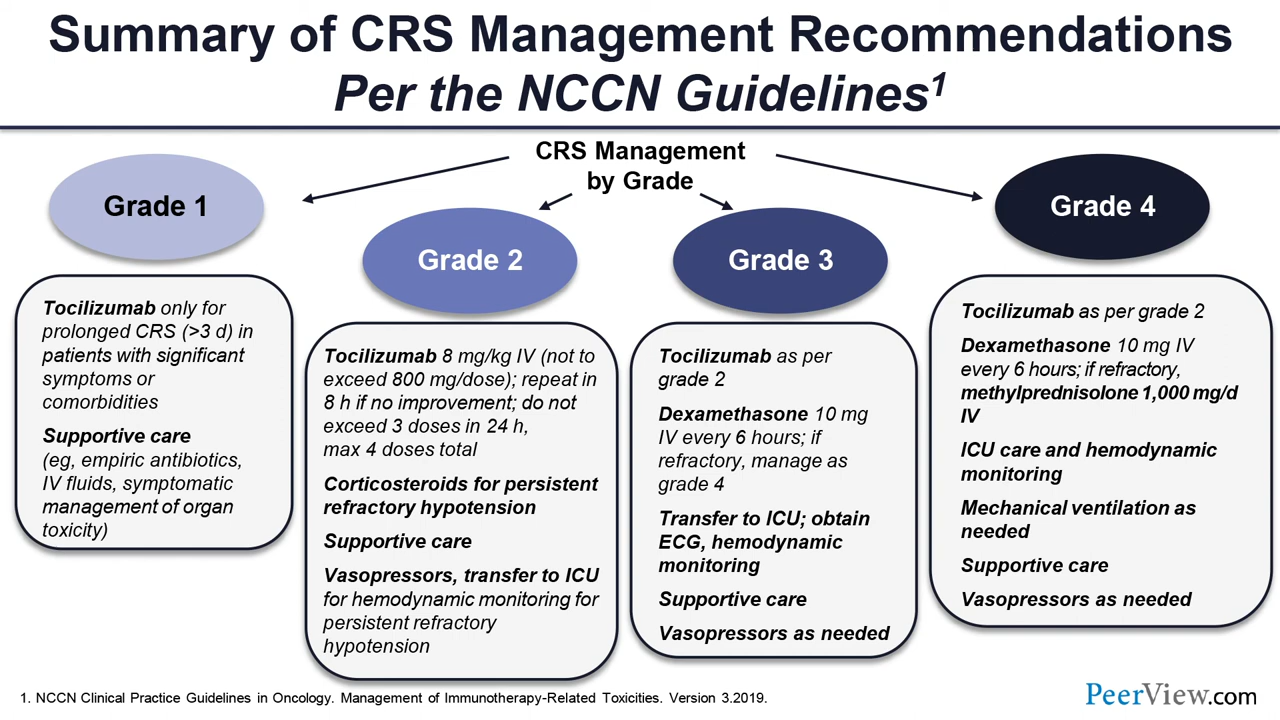 Summary of CRS Management Recommendations
Per the NCCN Guidelines1
CRS Management
by Grade
Grade 1
Tocilizumab only for
prolonged CRS (>3 d) in
patients with significant
symptoms or
comorbidities
Supportive care
(eg, empiric antibiotics,
IV fluids, symptomatic
management of organ
toxicity)
Grade 2
Tocilizumab 8 mg/kg IV (not to
exceed 800 mg/dose); repeat in
8 h if no improvement; do not
exceed 3 doses in 24 h,
max 4 doses total
Corticosteroids for persistent
refractory hypotension
Supportive care
Vasopressors, transfer to ICU
for hemodynamic monitoring for
persistent refractory
hypotension
Grade 3
Tocilizumab as per
grade 2
Dexamethasone 10 mg
IV every 6 hours; if
refractory, manage as
grade 4
Transfer to ICU; obtain
ECG, hemodynamic
monitoring
Supportive care
Vasopressors as needed
Grade 4
Tocilizumab as per grade 2
Dexamethasone 10 mg IV
every 6 hours; if refractory,
methylprednisolone 1,000 mg/d
IV
ICU care and hemodynamic
monitoring
Mechanical ventilation as
needed
Supportive care
Vasopressors as needed
1. NCCN Clinical Practice Guidelines in Oncology. Management of Immunotherapy-Related Toxicities. Version 3.2019.
PeerView.com